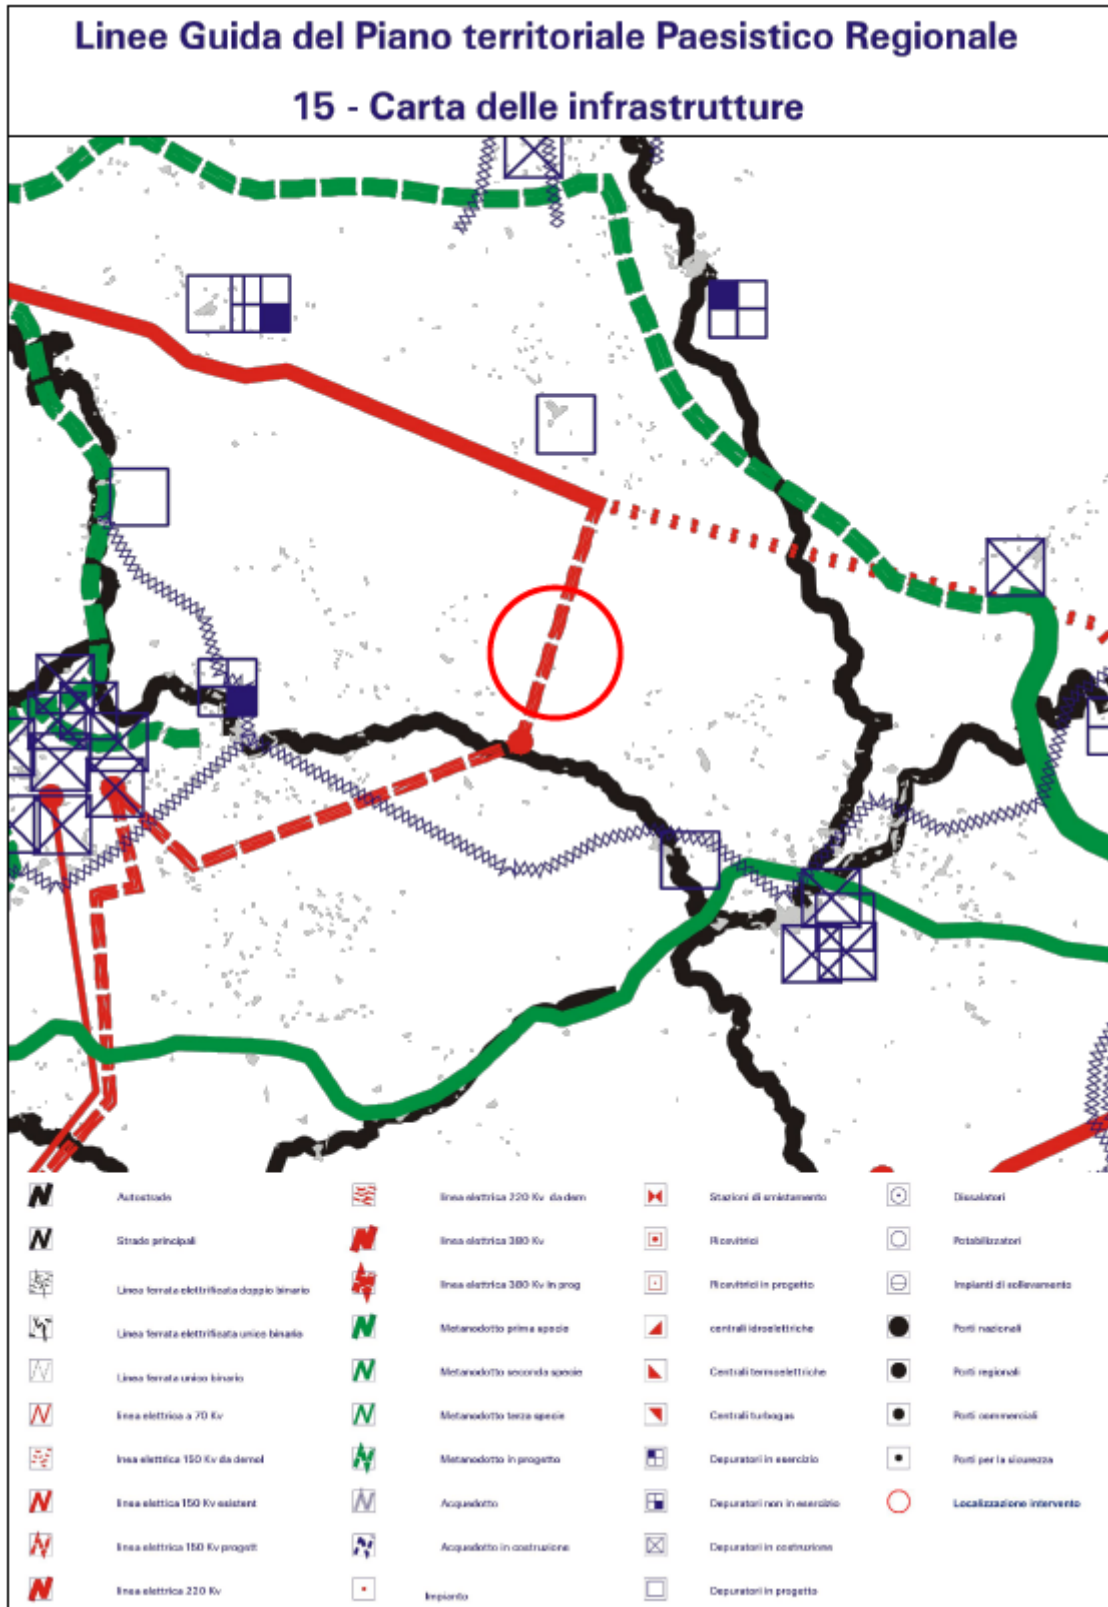 Linee Guida del Piano territoriale Paesistico Regionale
15 - Carta delle infrastrutture
Autostrade
Strade principali
Linea ferrata elettrificata doppio binario
Linea ferrata elettrificata unico binario
Linea ferrata unico binario
linea elettrica a 70 Kv
lnea elettrica 150 Kv da demol
linea elettica 150 Kv esistent
linea elettrica 150 Kv progett
linea elettrica 220 Kv
linea elettrica 220 Kv da dem
linea elettrica 380 Kv
linea elettrica 380 Kv in prog
Metanodotto prima specie
Metanodotto seconda specie
Metanodotto terza specie
Metanodotto in progetto
Acquedotto
Acquedotto in costruzione
Impianto
Stazioni di smistamento
Ricevitrici
Ricevitrici in progetto
centrali idroelettriche
Centrali termoelettriche
Centrali turbogas
Depuratori in esercizio
Depuratori non in esercizio
Depuratori in costruzione
Depuratori in progetto
Dissalatori
Potabilizzatori
Impianti di sollevamento
Porti nazionali
Porti regionali
Porti commerciali
Porti per la sicurezza
Localizzazione intervento